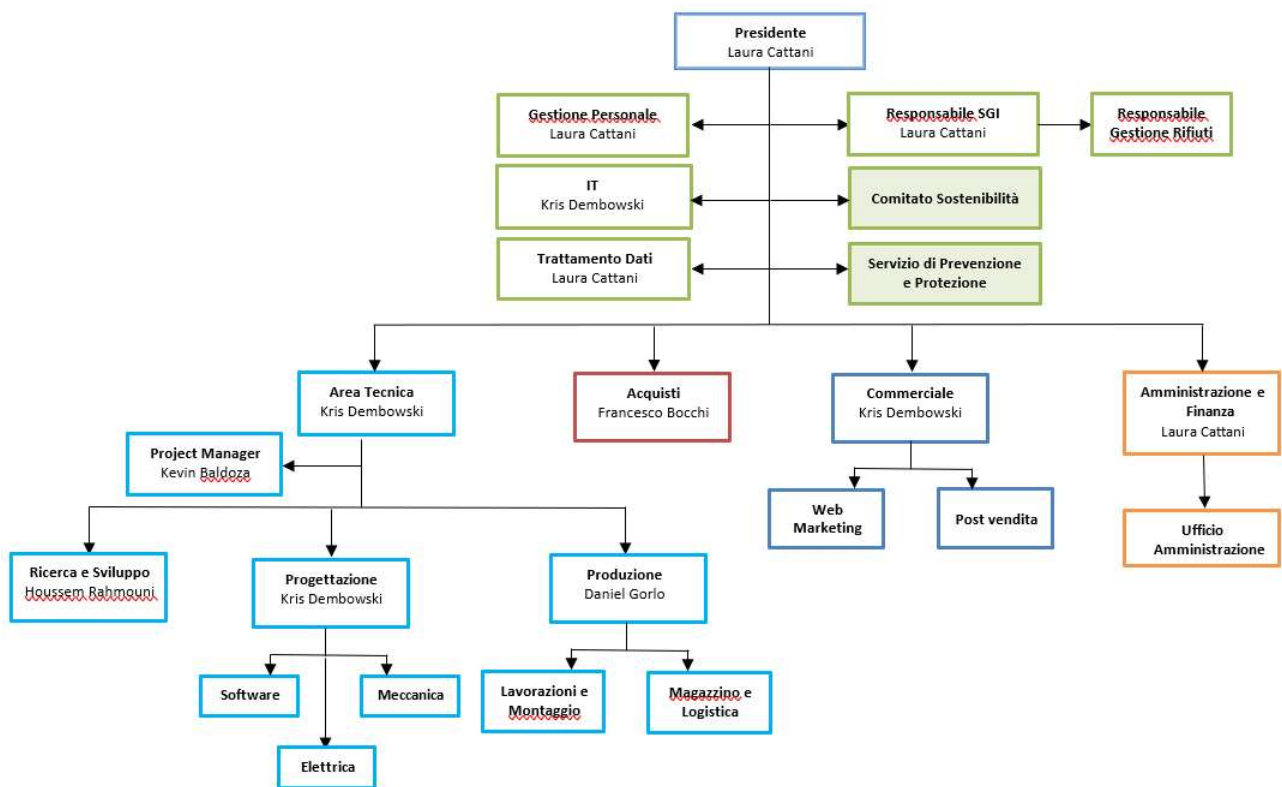 Presidente
Laura Cattani
Gestione Personale
Laura Cattani
Responsabile SGI
Laura Cattani
Responsabile
Gestione Rifiuti
IT
Kris Dembowski
Comitato Sostenibilità
Trattamento Dati
Laura Cattani
Servizio di Prevenzione
e Protezione
Area Tecnica
Kris Dembowski
Acquisti
Francesco Bocchi
Commerciale
Kris Dembowski
Amministrazione e
Finanza
Laura Cattani
Project Manager
Kevin Baldoza
Web
Marketing
Post vendita
Ufficio
Amministrazione
Ricerca e Sviluppo
Houssem Rahmouni
Progettazione
Kris Dembowski
Produzione
Daniel Gorlo
Software
Meccanica
Lavorazioni e
Montaggio
Magazzino e
Logistica
Elettrica